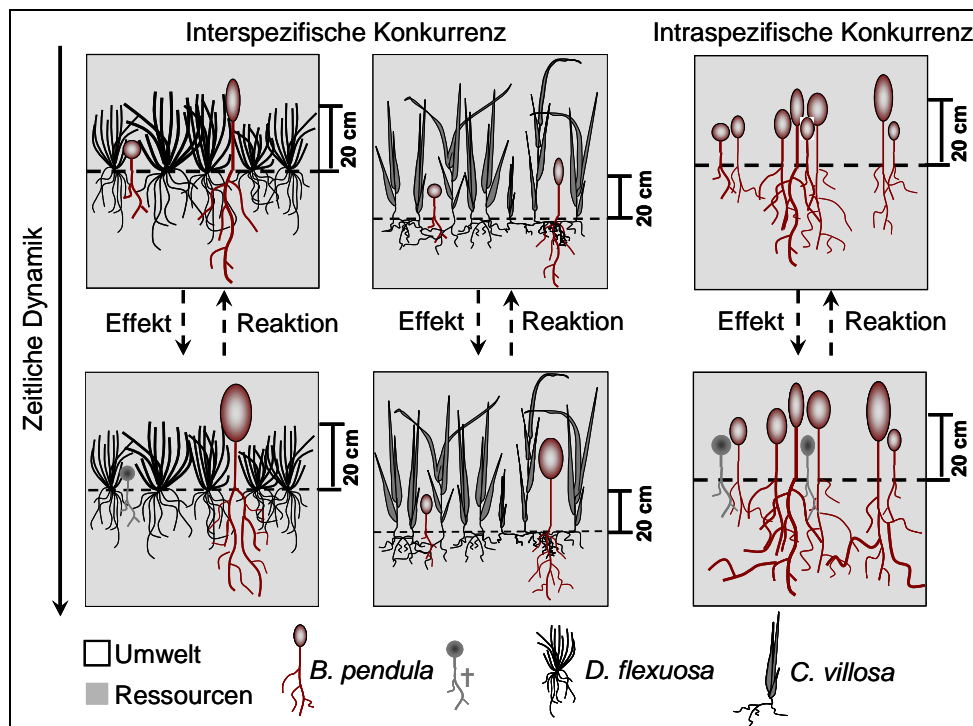 Interspezifische Konkurrenz
Intraspezifische Konkurrenz
Zeitliche Dynamik
20 cm
20 cm
20 cm
Effekt
Reaktion
Effekt
Reaktion
Effekt
Reaktion
20 cm
20 cm
20 cm
Umwelt
Ressourcen
B. pendula
D. flexuosa
C. villosa